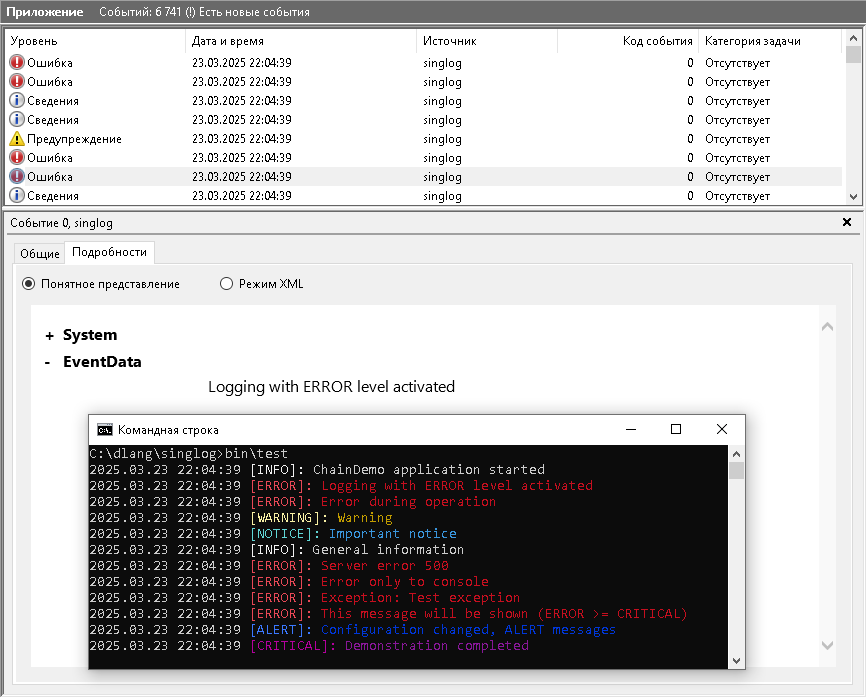 Приложение Событий: 6 741 (!) Есть новые события
Уровень Дата и время Источник Код события Категория задачи
Ошибка 23.03.2025 22:04:39 singlog 0 Отсутствует
Ошибка 23.03.2025 22:04:39 singlog 0 Отсутствует
Сведения 23.03.2025 22:04:39 singlog 0 Отсутствует
Сведения 23.03.2025 22:04:39 singlog 0 Отсутствует
Предупреждение 23.03.2025 22:04:39 singlog 0 Отсутствует
Ошибка 23.03.2025 22:04:39 singlog 0 Отсутствует
Ошибка 23.03.2025 22:04:39 singlog 0 Отсутствует
Сведения 23.03.2025 22:04:39 singlog 0 Отсутствует
Событие 0, singlog
Общие Подробности
Понятное представление Режим XML
+ System
- EventData
Logging with ERROR level activated
Командная строка
C:\dlang\singlog>bin\test
2025.03.23 22:04:39 [INFO]: ChainDemo application started
2025.03.23 22:04:39 [ERROR]: Logging with ERROR level activated
2025.03.23 22:04:39 [ERROR]: Error during operation
2025.03.23 22:04:39 [WARNING]: Warning
2025.03.23 22:04:39 [NOTICE]: Important notice
2025.03.23 22:04:39 [INFO]: General information
2025.03.23 22:04:39 [ERROR]: Server error 500
2025.03.23 22:04:39 [ERROR]: Error only to console
2025.03.23 22:04:39 [ERROR]: Exception: Test exception
2025.03.23 22:04:39 [ERROR]: This message will be shown (ERROR >= CRITICAL)
2025.03.23 22:04:39 [ALERT]: Configuration changed, ALERT messages
2025.03.23 22:04:39 [CRITICAL]: Demonstration completed